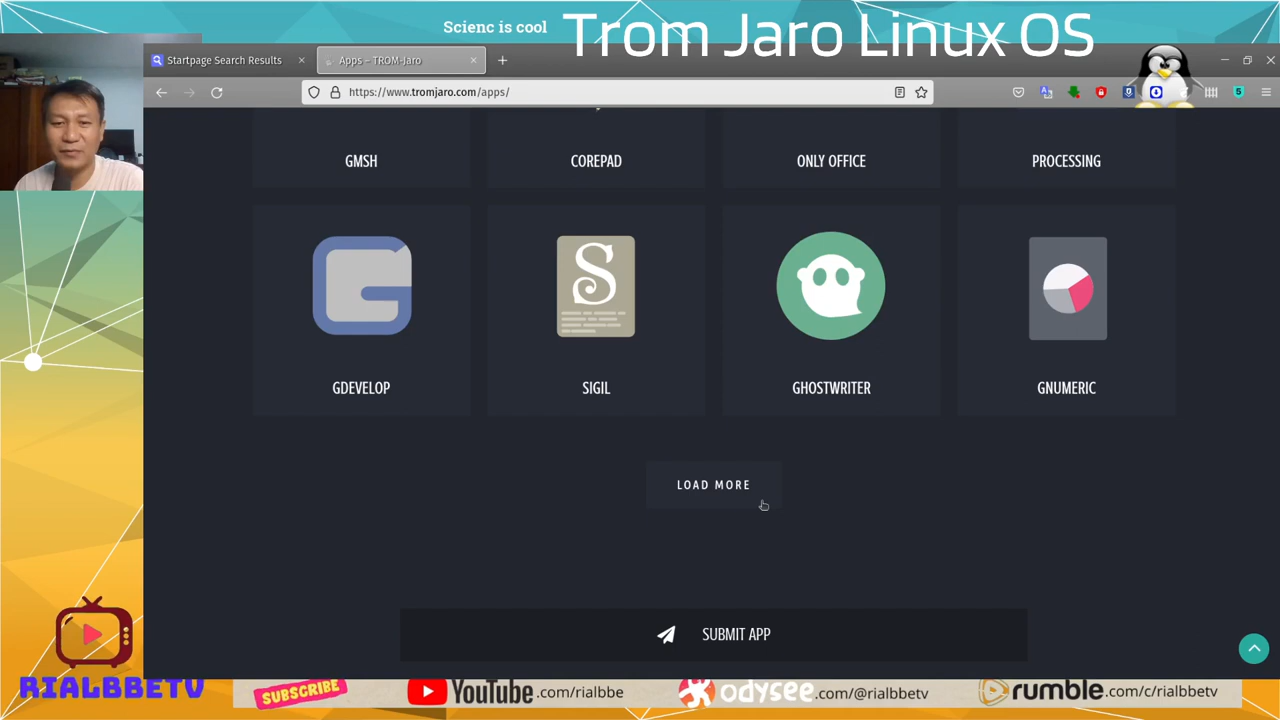 Scienc is cool
Trom Jaro Linux OS
Startpage Search Results
Apps – TROM-Jaro
https://www.tromjaro.com/apps/
5
GMSH
COREPAD
ONLY OFFICE
PROCESSING
S
GDEVELOP
SIGIL
GHOSTWRITER
GNUMERIC
LOAD MORE
SUBMIT APP
RIALBBETV
SUBSCRIBE
YouTube.com/rialbbe
odysee.com/@rialbbetv
rumble.com/c/rialbbetv